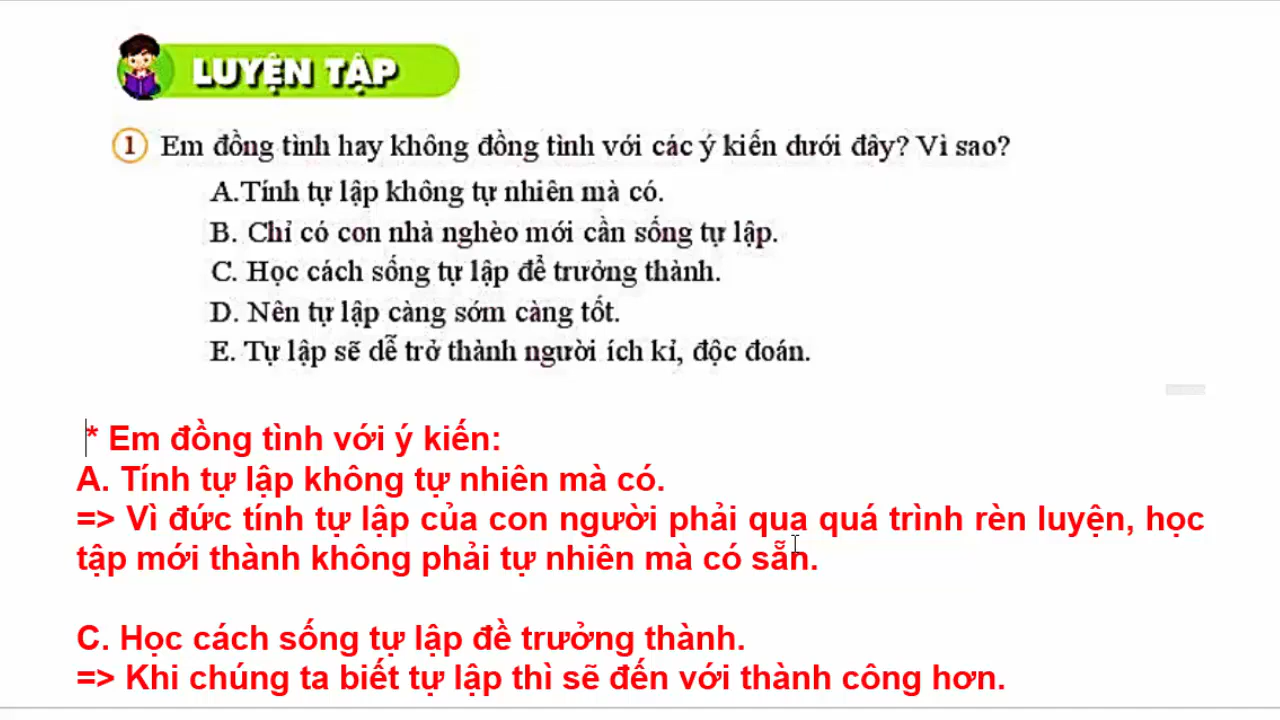 LUYỆN TẬP
1 Em đồng tình hay không đồng tình với các ý kiến dưới đây? Vì sao?
A.Tính tự lập không tự nhiên mà có.
B. Chỉ có con nhà nghèo mới cần sống tự lập.
C. Học cách sống tự lập để trưởng thành.
D. Nên tự lập càng sớm càng tốt.
E. Tự lập sẽ dễ trở thành người ích kỉ, độc đoán.
* Em đồng tình với ý kiến:
A. Tính tự lập không tự nhiên mà có.
=> Vì đức tính tự lập của con người phải qua quá trình rèn luyện, học
tập mới thành không phải tự nhiên mà có sẵn.
C. Học cách sống tự lập đề trưởng thành.
=> Khi chúng ta biết tự lập thì sẽ đến với thành công hơn.